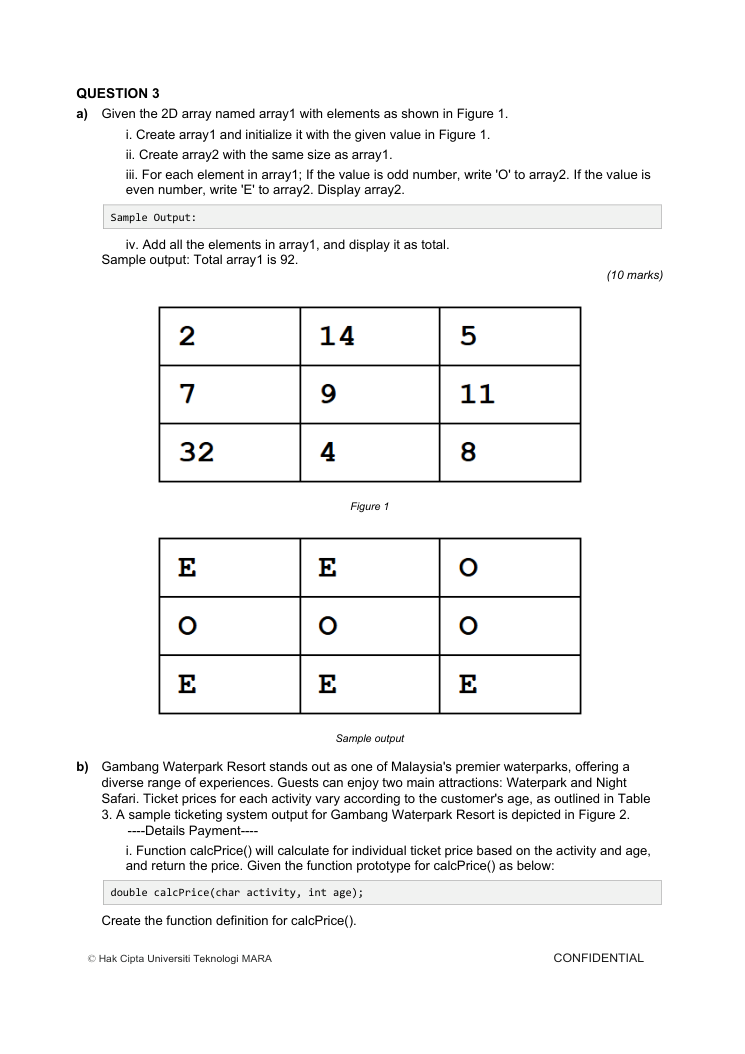 QUESTION 3
a) Given the 2D array named array1 with elements as shown in Figure 1.
i. Create array1 and initialize it with the given value in Figure 1.
ii. Create array2 with the same size as array1.
iii. For each element in array1; If the value is odd number, write 'O' to array2. If the value is
even number, write 'E' to array2. Display array2.
Sample Output:
iv. Add all the elements in array1, and display it as total.
Sample output: Total array1 is 92.
(10 marks)
2 14 5
7 9 11
32 4 8
Figure 1
E E O
O O O
E E E
Sample output
b) Gambang Waterpark Resort stands out as one of Malaysia's premier waterparks, offering a
diverse range of experiences. Guests can enjoy two main attractions: Waterpark and Night
Safari. Ticket prices for each activity vary according to the customer's age, as outlined in Table
3. A sample ticketing system output for Gambang Waterpark Resort is depicted in Figure 2.
----Details Payment----
i. Function calcPrice() will calculate for individual ticket price based on the activity and age,
and return the price. Given the function prototype for calcPrice() as below:
double calcPrice(char activity, int age);
Create the function definition for calcPrice().
© Hak Cipta Universiti Teknologi MARA CONFIDENTIAL